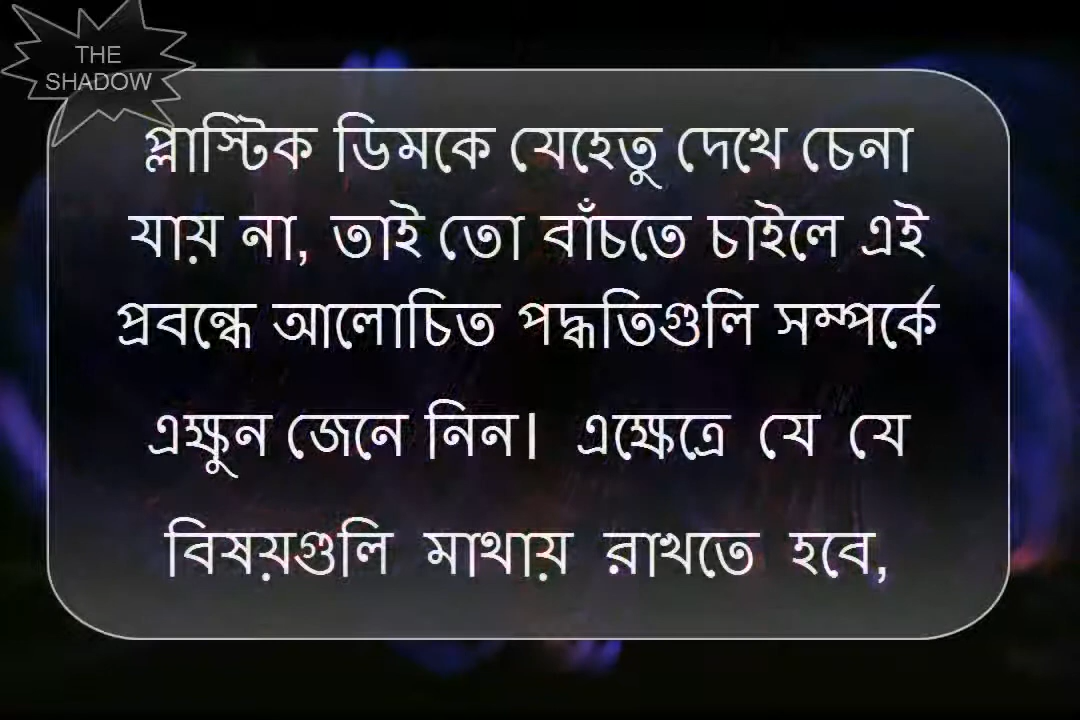 THE
SHADOW
প্লাস্টিক ডিমকে যেহেতু দেখে চেনা
যায় না, তাই তো বাঁচতে চাইলে এই
প্রবন্ধে আলোচিত পদ্ধতিগুলি সম্পর্কে
এক্ষুন জেনে নিন। এক্ষেত্রে যে যে
বিষয়গুলি মাথায় রাখতে হবে,